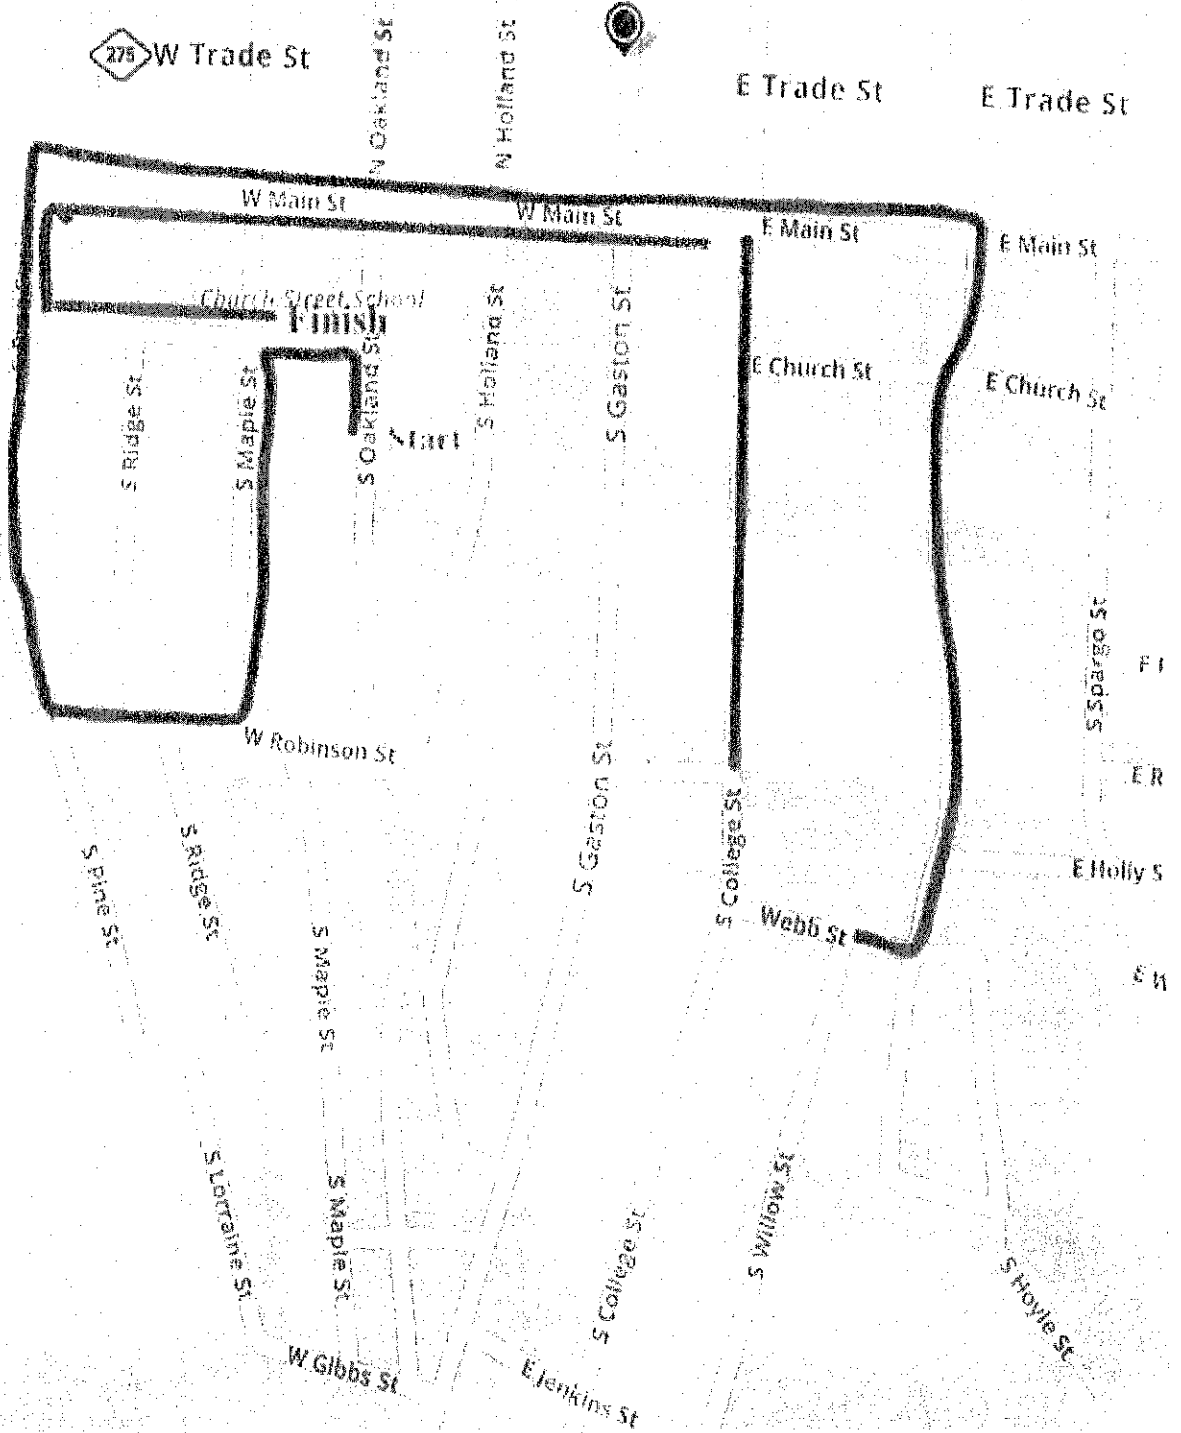 275
W Trade St
N Oakland St
N Holland St
E Trade St
E Trade St
W Main St
W Main St
E Main St
E Main St
Church Street School
Finish
S Ridge St
S Maple St
S Oakland St
Start
S Holland St
S Gaston St
E Church St
E Church St
S Spargo St
E R
W Robinson St
S Pine St
S Ridge St
S Maple St
S Gaston St
S College St
Webb St
E Holly S
S Lorraine St
S Maple St
S College St
S Willow St
S Hoyle St
W Gibbs St
E Jenkins St